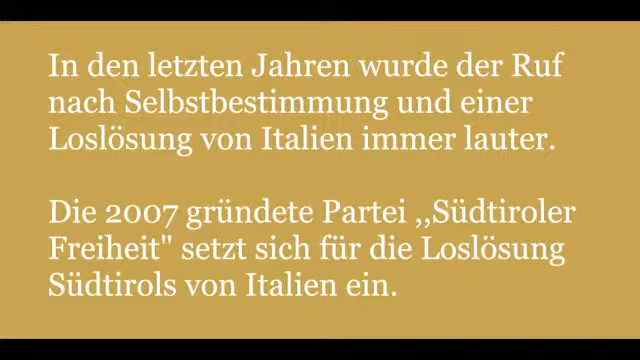 In den letzten Jahren wurde der Ruf
nach Selbstbestimmung und einer
Loslösung von Italien immer lauter.
Die 2007 gründete Partei ,,Südtiroler
Freiheit" setzt sich für die Loslösung
Südtirols von Italien ein.